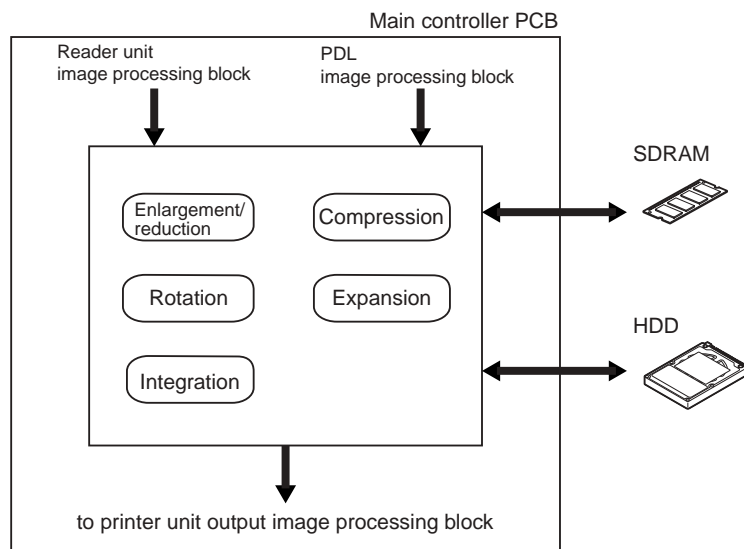 Main controller PCB
Reader unit
image processing block
PDL
image processing block
SDRAM
Enlargement/
reduction
Compression
Rotation
Expansion
HDD
Integration
to printer unit output image processing block